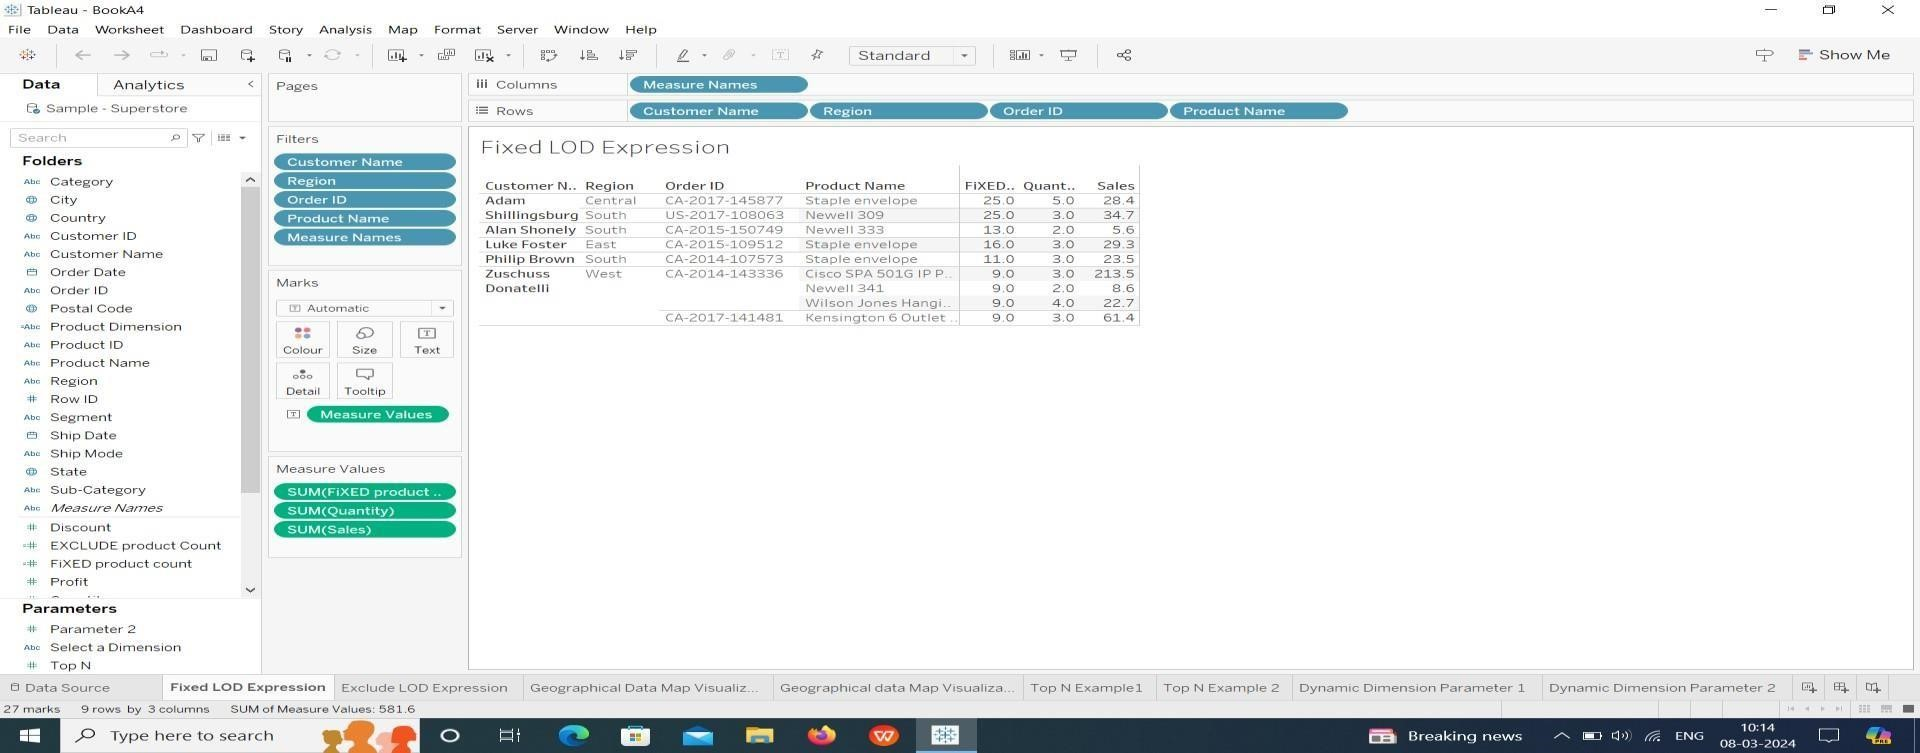 Tableau - BookA4
File Data Worksheet Dashboard Story Analysis Map Format Server Window Help
Standard
Show Me
Data Analytics
Sample - Superstore
Search
Folders
Abc Category
City
Country
Abc Customer ID
Abc Customer Name
Order Date
Abc Order ID
Postal Code
=Abc Product Dimension
Abc Product ID
Abc Product Name
Abc Region
# Row ID
Abc Segment
Ship Date
Abc Ship Mode
State
Abc Sub-Category
Abc Measure Names
# Discount
=# EXCLUDE product Count
=# FiXED product count
# Profit
Parameters
# Parameter 2
Abc Select a Dimension
# Top N
Pages
Filters
Customer Name
Region
Order ID
Product Name
Measure Names
Marks
Automatic
Colour Size Text
Detail Tooltip
Measure Values
Measure Values
SUM(FiXED product ..
SUM(Quantity)
SUM(Sales)
Columns Measure Names
Rows Customer Name Region Order ID Product Name
Fixed LOD Expression
Customer N.. Region Order ID Product Name FiXED.. Quant.. Sales
Adam Central CA-2017-145877 Staple envelope 25.0 5.0 28.4
Shillingsburg South US-2017-108063 Newell 309 25.0 3.0 34.7
Alan Shonely South CA-2015-150749 Newell 333 13.0 2.0 5.6
Luke Foster East CA-2015-109512 Staple envelope 16.0 3.0 29.3
Philip Brown South CA-2014-107573 Staple envelope 11.0 3.0 23.5
Zuschuss West CA-2014-143336 Cisco SPA 501G IP P.. 9.0 3.0 213.5
Donatelli Newell 341 9.0 2.0 8.6
Wilson Jones Hangi.. 9.0 4.0 22.7
CA-2017-141481 Kensington 6 Outlet .. 9.0 3.0 61.4
Data Source Fixed LOD Expression Exclude LOD Expression Geographical Data Map Visualiz... Geographical data Map Visualiza... Top N Example1 Top N Example 2 Dynamic Dimension Parameter 1 Dynamic Dimension Parameter 2
27 marks 9 rows by 3 columns SUM of Measure Values: 581.6
Type here to search
Breaking news
ENG
10:14
08-03-2024
PRE